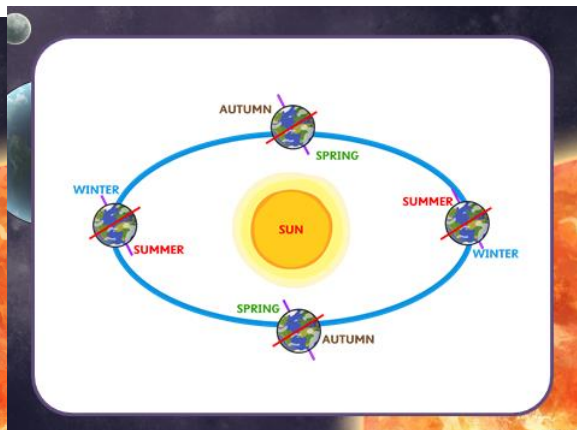 AUTUMN
SPRING
WINTER
SUMMER
SUN
SUMMER
WINTER
SPRING
AUTUMN